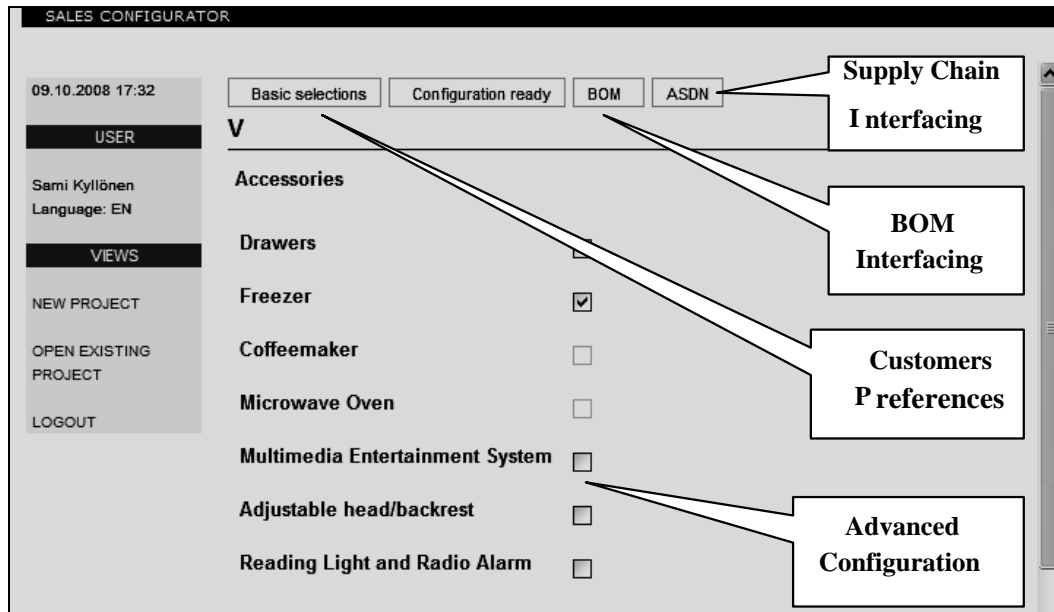 SALES CONFIGURATOR
09.10.2008 17:32
USER
Sami Kyllönen
Language: EN
VIEWS
NEW PROJECT
OPEN EXISTING
PROJECT
LOGOUT
Basic selections
Configuration ready
BOM
ASDN
V
Accessories
Drawers
Freezer
Coffeemaker
Microwave Oven
Multimedia Entertainment System
Adjustable head/backrest
Reading Light and Radio Alarm
Supply Chain
I nterfacing
BOM
Interfacing
Customers
P references
Advanced
Configuration